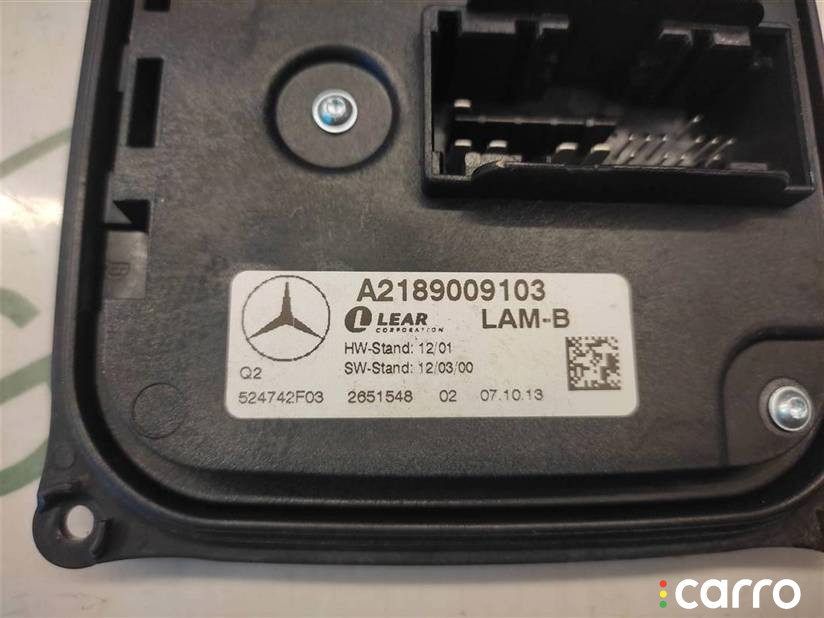 A2189009103
LEAR LAM-B
CORPORATION
HW-Stand: 12/01
SW-Stand: 12/03/00
Q2
524742F03 2651548 02 07.10.13
carro